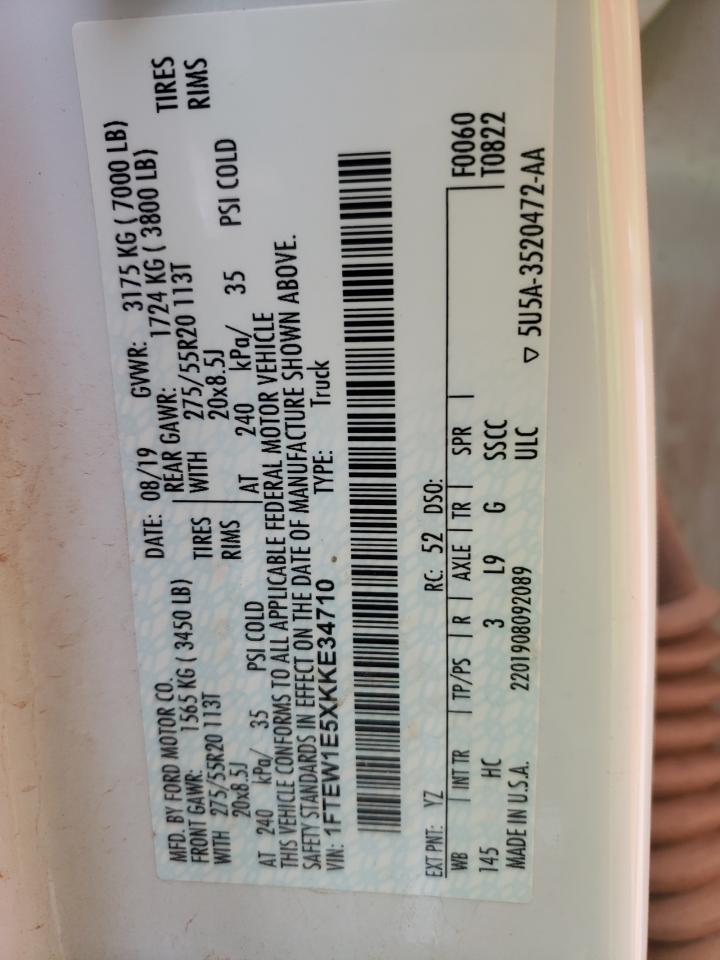 MFD. BY FORD MOTOR CO.
DATE: 08/19 GVWR: 3175 KG ( 7000 LB)
FRONT GAWR: 1565 KG ( 3450 LB)
REAR GAWR: 1724 KG ( 3800 LB)
WITH 275/55R20 113T TIRES
WITH 275/55R20 113T TIRES
20x8.5J RIMS
20x8.5J RIMS
AT 240 kPa/ 35 PSI COLD
AT 240 kPa/ 35 PSI COLD
THIS VEHICLE CONFORMS TO ALL APPLICABLE FEDERAL MOTOR VEHICLE
SAFETY STANDARDS IN EFFECT ON THE DATE OF MANUFACTURE SHOWN ABOVE.
VIN: 1FTEW1E5XKKE34710 TYPE: Truck
EXT PNT: YZ RC: 52 DSO: F0060
WB INT TR TP/PS R AXLE TR SPR T0822
145 HC 3 L9 G SSCC
MADE IN U.S.A. 2201908092089 ULC ▽ 5U5A-3520472-AA